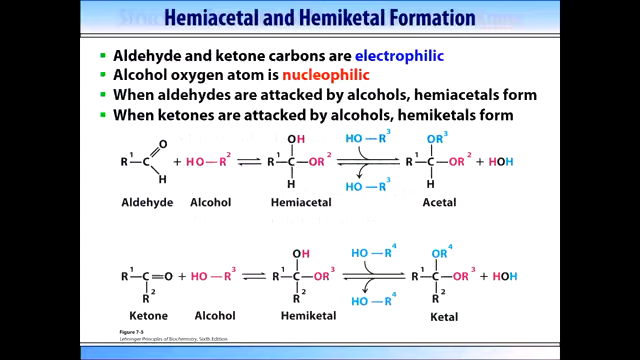 Hemiacetal and Hemiketal Formation
Aldehyde and ketone carbons are electrophilic
Alcohol oxygen atom is nucleophilic
When aldehydes are attacked by alcohols, hemiacetals form
When ketones are attacked by alcohols, hemiketals form
O OH HO—R3 OR3
R1—C + HO—R2 R1—C—OR2 R1—C—OR2 + HOH
H H HO—R3 H
Aldehyde Alcohol Hemiacetal Acetal
OH HO—R4 OR4
R1—C=O + HO—R3 R1—C—OR3 R1—C—OR3 + HOH
R2 R2 HO—R4 R2
Ketone Alcohol Hemiketal Ketal
Figure 7-5
Lehninger Principles of Biochemistry, Sixth Edition